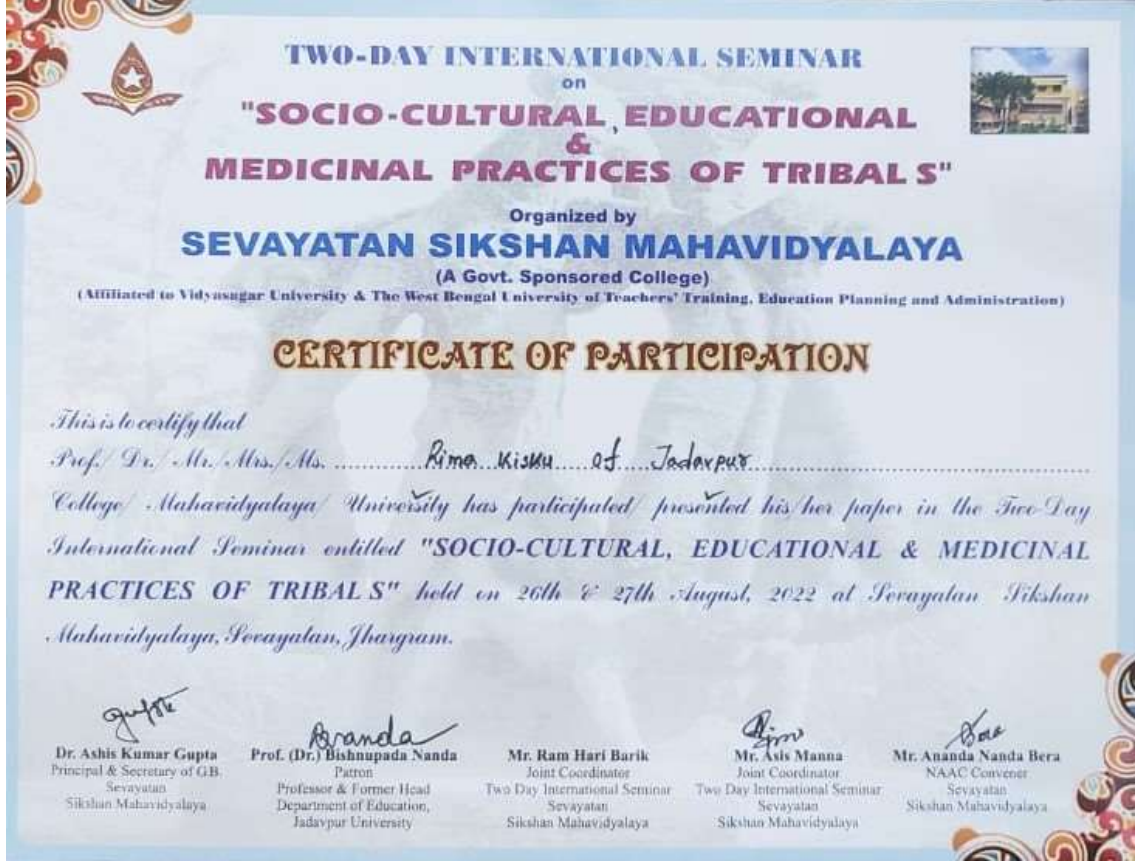 TWO-DAY INTERNATIONAL SEMINAR
on
"SOCIO-CULTURAL, EDUCATIONAL
&
MEDICINAL PRACTICES OF TRIBALS"
Organized by
SEVAYATAN SIKSHAN MAHAVIDYALAYA
(A Govt. Sponsored College)
(Affiliated to Vidyasagar University & The West Bengal University of Teachers' Training, Education Planning and Administration)
CERTIFICATE OF PARTICIPATION
This is to certify that
Prof./ Dr./ Mr./ Mrs./ Ms. Rima Kisku of Jadavpur
College/ Mahavidyalaya/ University has participated/ presented his/her paper in the Two-Day
International Seminar entitled "SOCIO-CULTURAL, EDUCATIONAL & MEDICINAL
PRACTICES OF TRIBALS" held on 26th & 27th August, 2022 at Sevayatan Sikshan
Mahavidyalaya, Sevayatan, Jhargram.
Gupta Bnanda Bera
Dr. Ashis Kumar Gupta Prof. (Dr.) Bishnupada Nanda Mr. Ram Hari Barik Mr. Asis Manna Mr. Ananda Nanda Bera
Principal & Secretary of G.B. Patron Joint Coordinator Joint Coordinator NAAC Convener
Sevayatan Professor & Former Head Two Day International Seminar Two Day International Seminar Sevayatan
Sikshan Mahavidyalaya Department of Education, Sevayatan Sevayatan Sikshan Mahavidyalaya
Jadavpur University Sikshan Mahavidyalaya Sikshan Mahavidyalaya